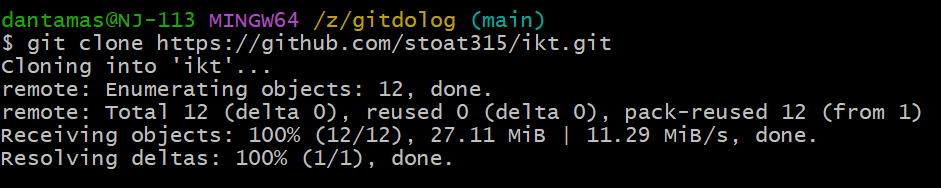 dantamas@NJ-113 MINGW64 /z/gitdolog (main)
$ git clone https://github.com/stoat315/ikt.git
Cloning into 'ikt'...
remote: Enumerating objects: 12, done.
remote: Total 12 (delta 0), reused 0 (delta 0), pack-reused 12 (from 1)
Receiving objects: 100% (12/12), 27.11 MiB | 11.29 MiB/s, done.
Resolving deltas: 100% (1/1), done.